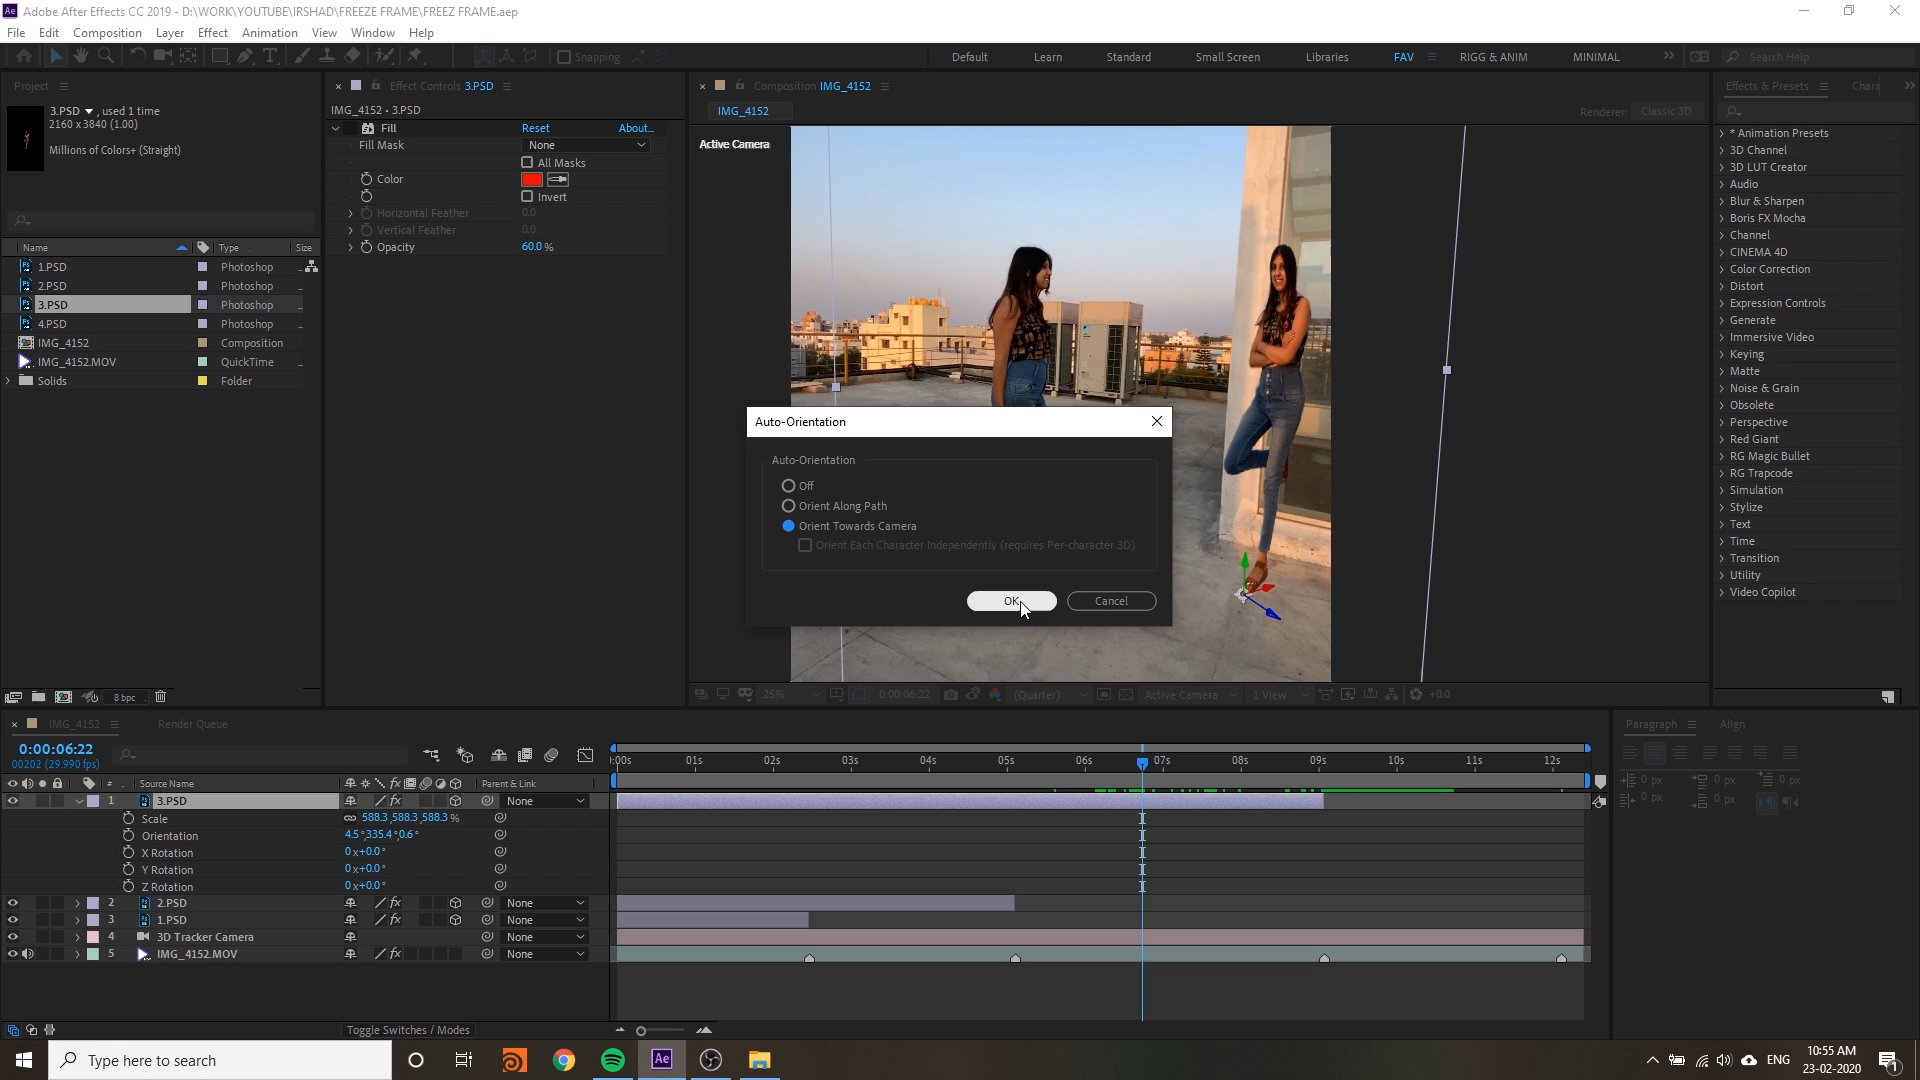 Adobe After Effects CC 2019 - D:\WORK\YOUTUBE\IRSHAD\FREEZE FRAME\FREEZ FRAME.aep
File Edit Composition Layer Effect Animation View Window Help
Snapping Default Learn Standard Small Screen Libraries FAV RIGG & ANIM MINIMAL Search Help
Project
3.PSD , used 1 time
2160 x 3840 (1.00)
Millions of Colors+ (Straight)
Name Type Size
1.PSD Photoshop
2.PSD Photoshop
3.PSD Photoshop
4.PSD Photoshop
IMG_4152 Composition
IMG_4152.MOV QuickTime
Solids Folder
8 bpc
Effect Controls 3.PSD
IMG_4152 • 3.PSD
Fill Reset About...
Fill Mask None
All Masks
Color
Invert
Horizontal Feather 0.0
Vertical Feather 0.0
Opacity 60.0 %
Composition IMG_4152
IMG_4152
Renderer: Classic 3D
Active Camera
Auto-Orientation
Auto-Orientation
Off
Orient Along Path
Orient Towards Camera
Orient Each Character Independently (requires Per-character 3D)
OK Cancel
25% 0:00:06:22 (Quarter) Active Camera 1 View +0.0
Effects & Presets
* Animation Presets
3D Channel
3D LUT Creator
Audio
Blur & Sharpen
Boris FX Mocha
Channel
CINEMA 4D
Color Correction
Distort
Expression Controls
Generate
Immersive Video
Keying
Matte
Noise & Grain
Obsolete
Perspective
Red Giant
RG Magic Bullet
RG Trapcode
Simulation
Stylize
Text
Time
Transition
Utility
Video Copilot
IMG_4152 Render Queue
0:00:06:22
00202 (29.990 fps)
# Source Name Parent & Link
1 3.PSD None
Scale 588.3 ,588.3 ,588.3 %
Orientation 4.5 °,335.4 °,0.6 °
X Rotation 0 x+0.0 °
Y Rotation 0 x+0.0 °
Z Rotation 0 x+0.0 °
2 2.PSD None
3 1.PSD None
4 3D Tracker Camera None
5 IMG_4152.MOV None
Toggle Switches / Modes
:00s 01s 02s 03s 04s 05s 06s 07s 08s 09s 10s 11s 12s
Paragraph Align
0 px 0 px 0 px
0 px 0 px
Type here to search
Ae
ENG
10:55 AM
23-02-2020
1